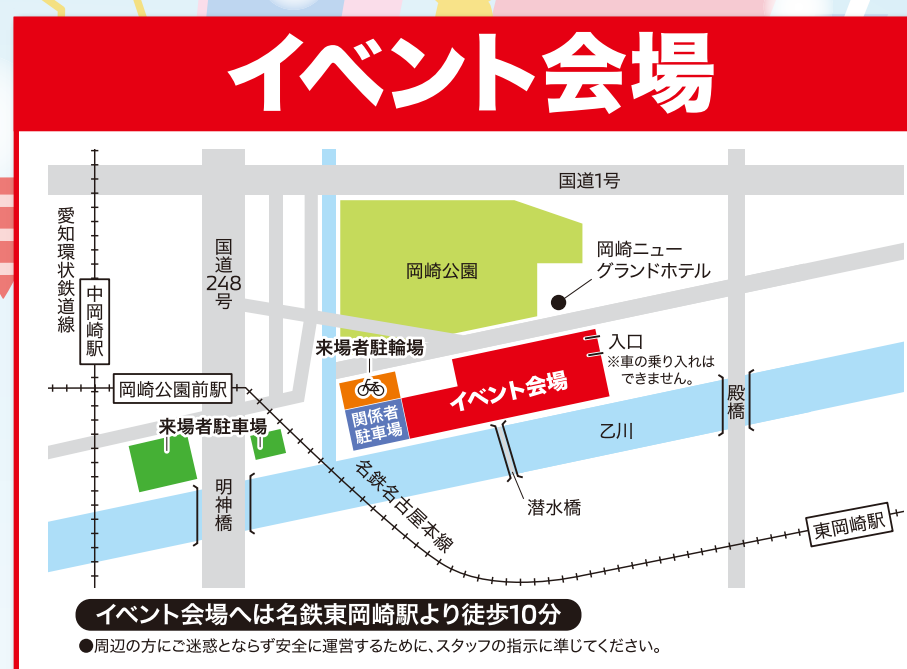 イベント会場
国道1号
愛知環状鉄道線
国道248号
中岡崎駅
岡崎公園
岡崎ニュー
グランドホテル
来場者駐輪場
入口
※車の乗り入れは
できません。
岡崎公園前駅
イベント会場
関係者
駐車場
殿橋
来場者駐車場
乙川
明神橋
名鉄名古屋本線
潜水橋
東岡崎駅
イベント会場へは名鉄東岡崎駅より徒歩10分
●周辺の方にご迷惑とならず安全に運営するために、スタッフの指示に準じてください。